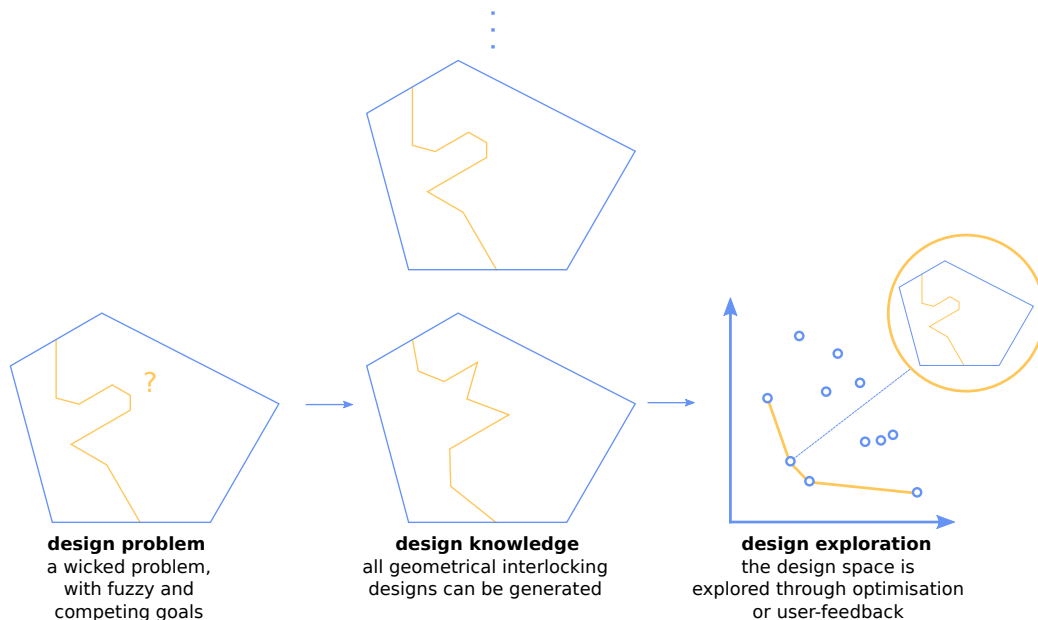 ?
design problem
a wicked problem,
with fuzzy and
competing goals
design knowledge
all geometrical interlocking
designs can be generated
design exploration
the design space is
explored through optimisation
or user-feedback